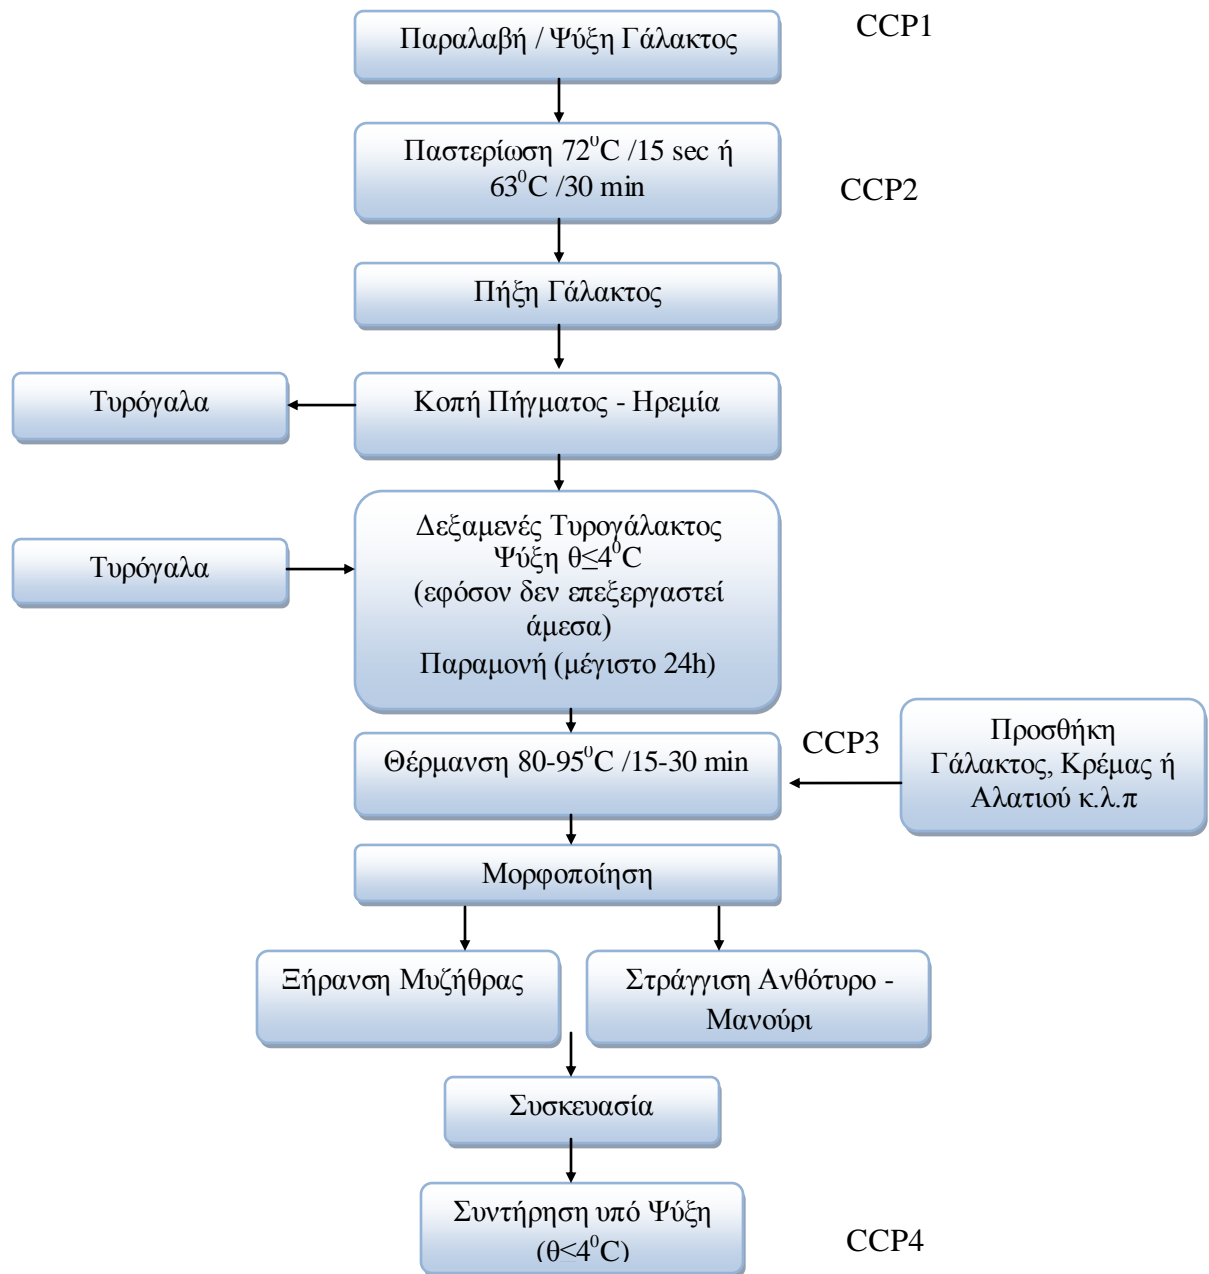 Παραλαβή / Ψύξη Γάλακτος
CCP1
Παστερίωση 72⁰C /15 sec ή
63⁰C /30 min
CCP2
Πήξη Γάλακτος
Τυρόγαλα
Κοπή Πήγματος - Ηρεμία
Τυρόγαλα
Δεξαμενές Τυρογάλακτος
Ψύξη θ≤4⁰C
(εφόσον δεν επεξεργαστεί
άμεσα)
Παραμονή (μέγιστο 24h)
Θέρμανση 80-95⁰C /15-30 min
CCP3
Προσθήκη
Γάλακτος, Κρέμας ή
Αλατιού κ.λ.π
Μορφοποίηση
Ξήρανση Μυζήθρας
Στράγγιση Ανθότυρο -
Μανούρι
Συσκευασία
Συντήρηση υπό Ψύξη
(θ<4⁰C)
CCP4